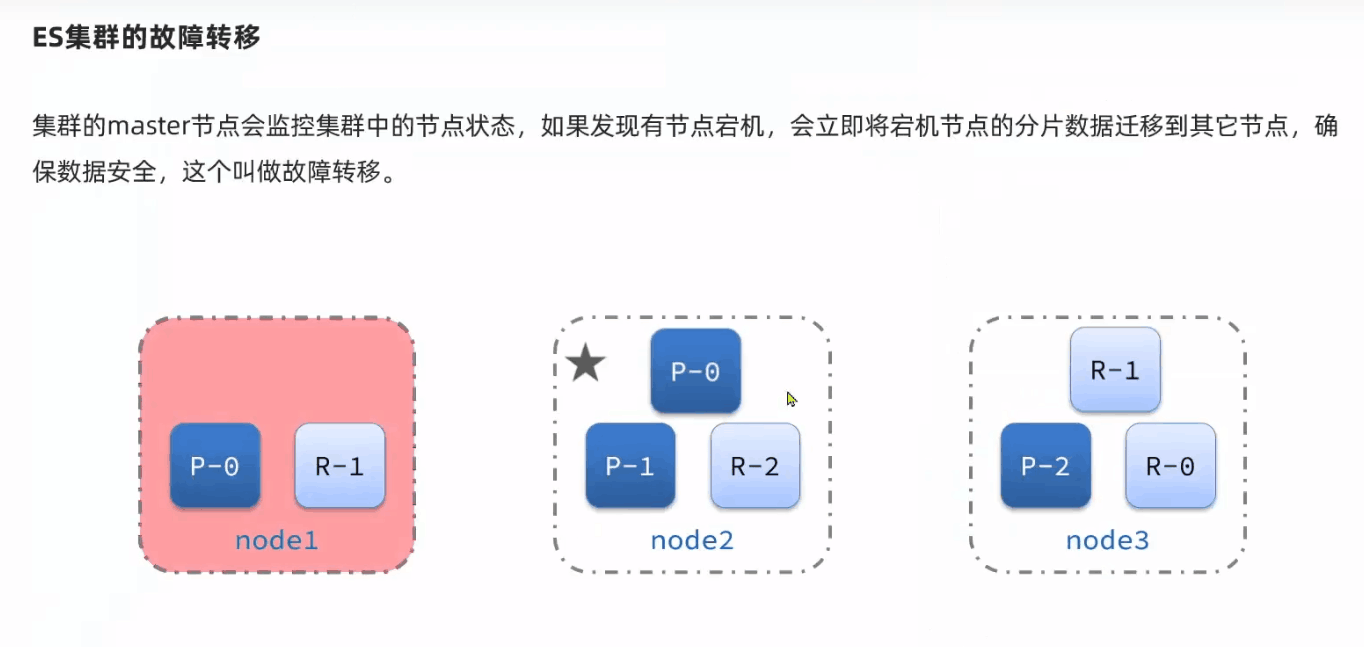 ES集群的故障转移
集群的master节点会监控集群中的节点状态，如果发现有节点宕机，会立即将宕机节点的分片数据迁移到其它节点，确
保数据安全，这个叫做故障转移。
P-0
R-1
node1
P-0
P-1
R-2
node2
R-1
P-2
R-0
node3